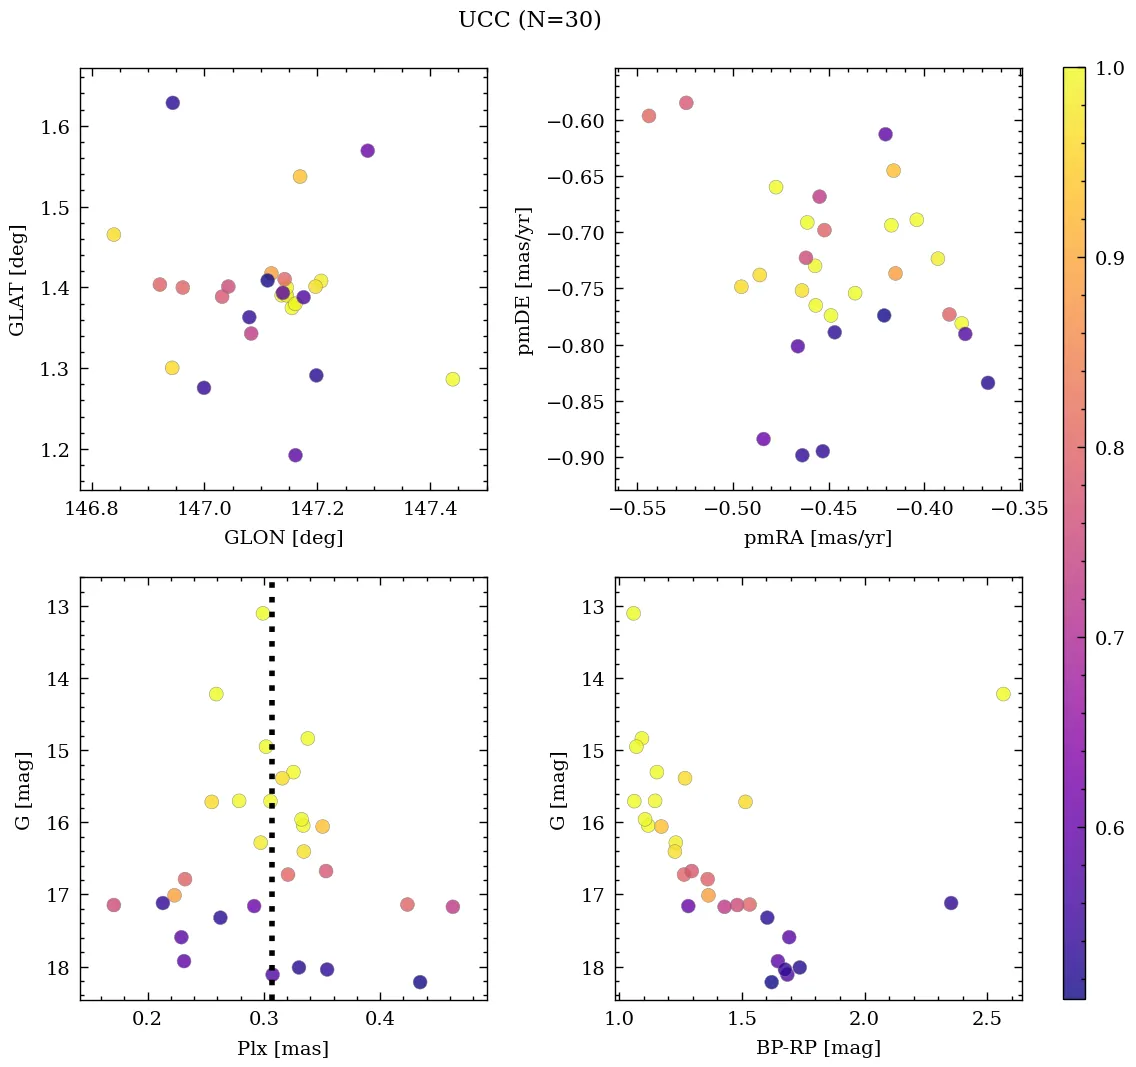 UCC (N=30)
1.6
1.5
1.4
1.3
1.2
GLAT [deg]
146.8 147.0 147.2 147.4
GLON [deg]
−0.60
−0.65
−0.70
−0.75
−0.80
−0.85
−0.90
pmDE [mas/yr]
−0.55 −0.50 −0.45 −0.40 −0.35
pmRA [mas/yr]
13
14
15
16
17
18
G [mag]
0.2 0.3 0.4
Plx [mas]
13
14
15
16
17
18
G [mag]
1.0 1.5 2.0 2.5
BP-RP [mag]
1.0
0.9
0.8
0.7
0.6